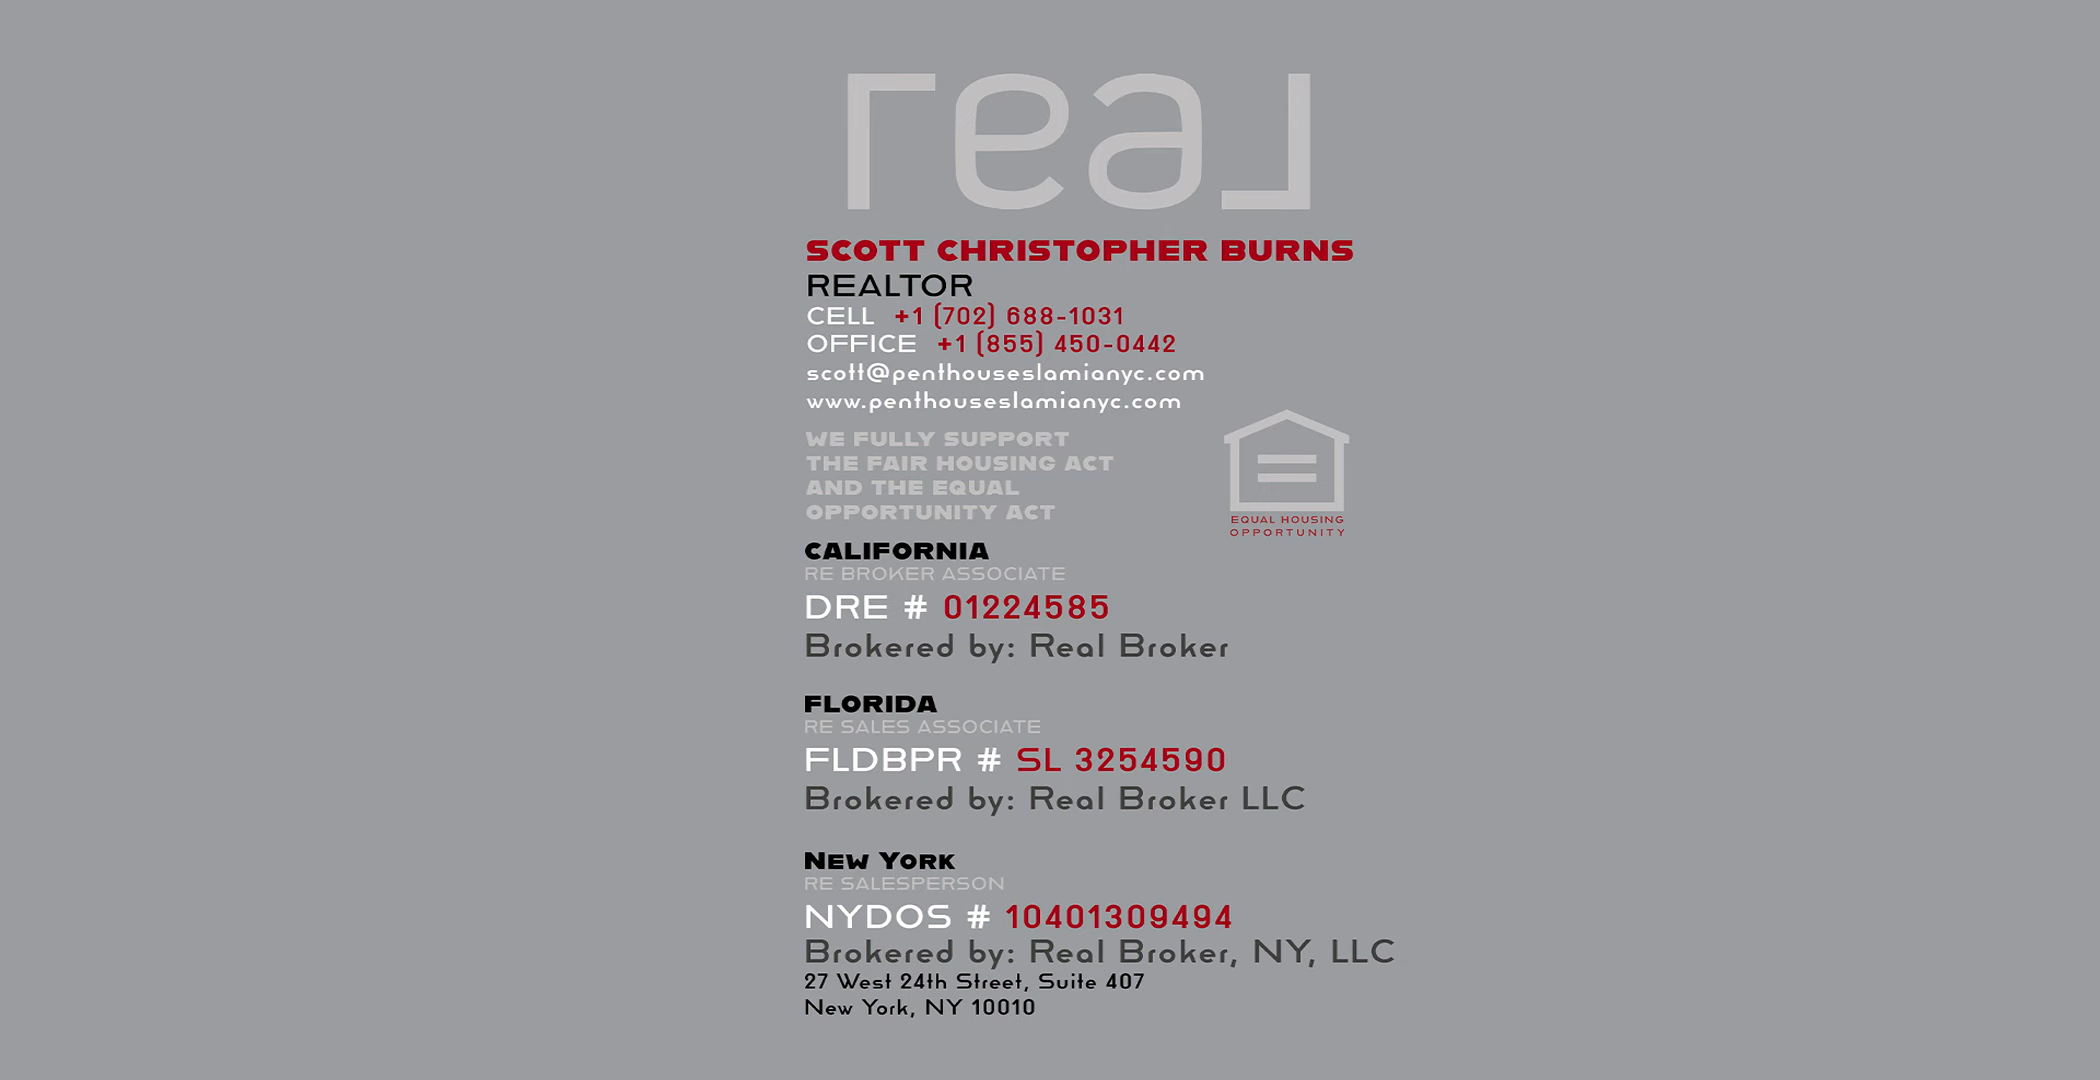 real
SCOTT CHRISTOPHER BURNS
REALTOR
CELL +1 (702) 688-1031
OFFICE +1 (855) 450-0442
scott@penthouseslamianyc.com
www.penthouseslamianyc.com
WE FULLY SUPPORT
THE FAIR HOUSING ACT
AND THE EQUAL
OPPORTUNITY ACT
EQUAL HOUSING
OPPORTUNITY
CALIFORNIA
RE BROKER ASSOCIATE
DRE # 01224585
Brokered by: Real Broker
FLORIDA
RE SALES ASSOCIATE
FLDBPR # SL 3254590
Brokered by: Real Broker LLC
NEW YORK
RE SALESPERSON
NYDOS # 10401309494
Brokered by: Real Broker, NY, LLC
27 West 24th Street, Suite 407
New York, NY 10010